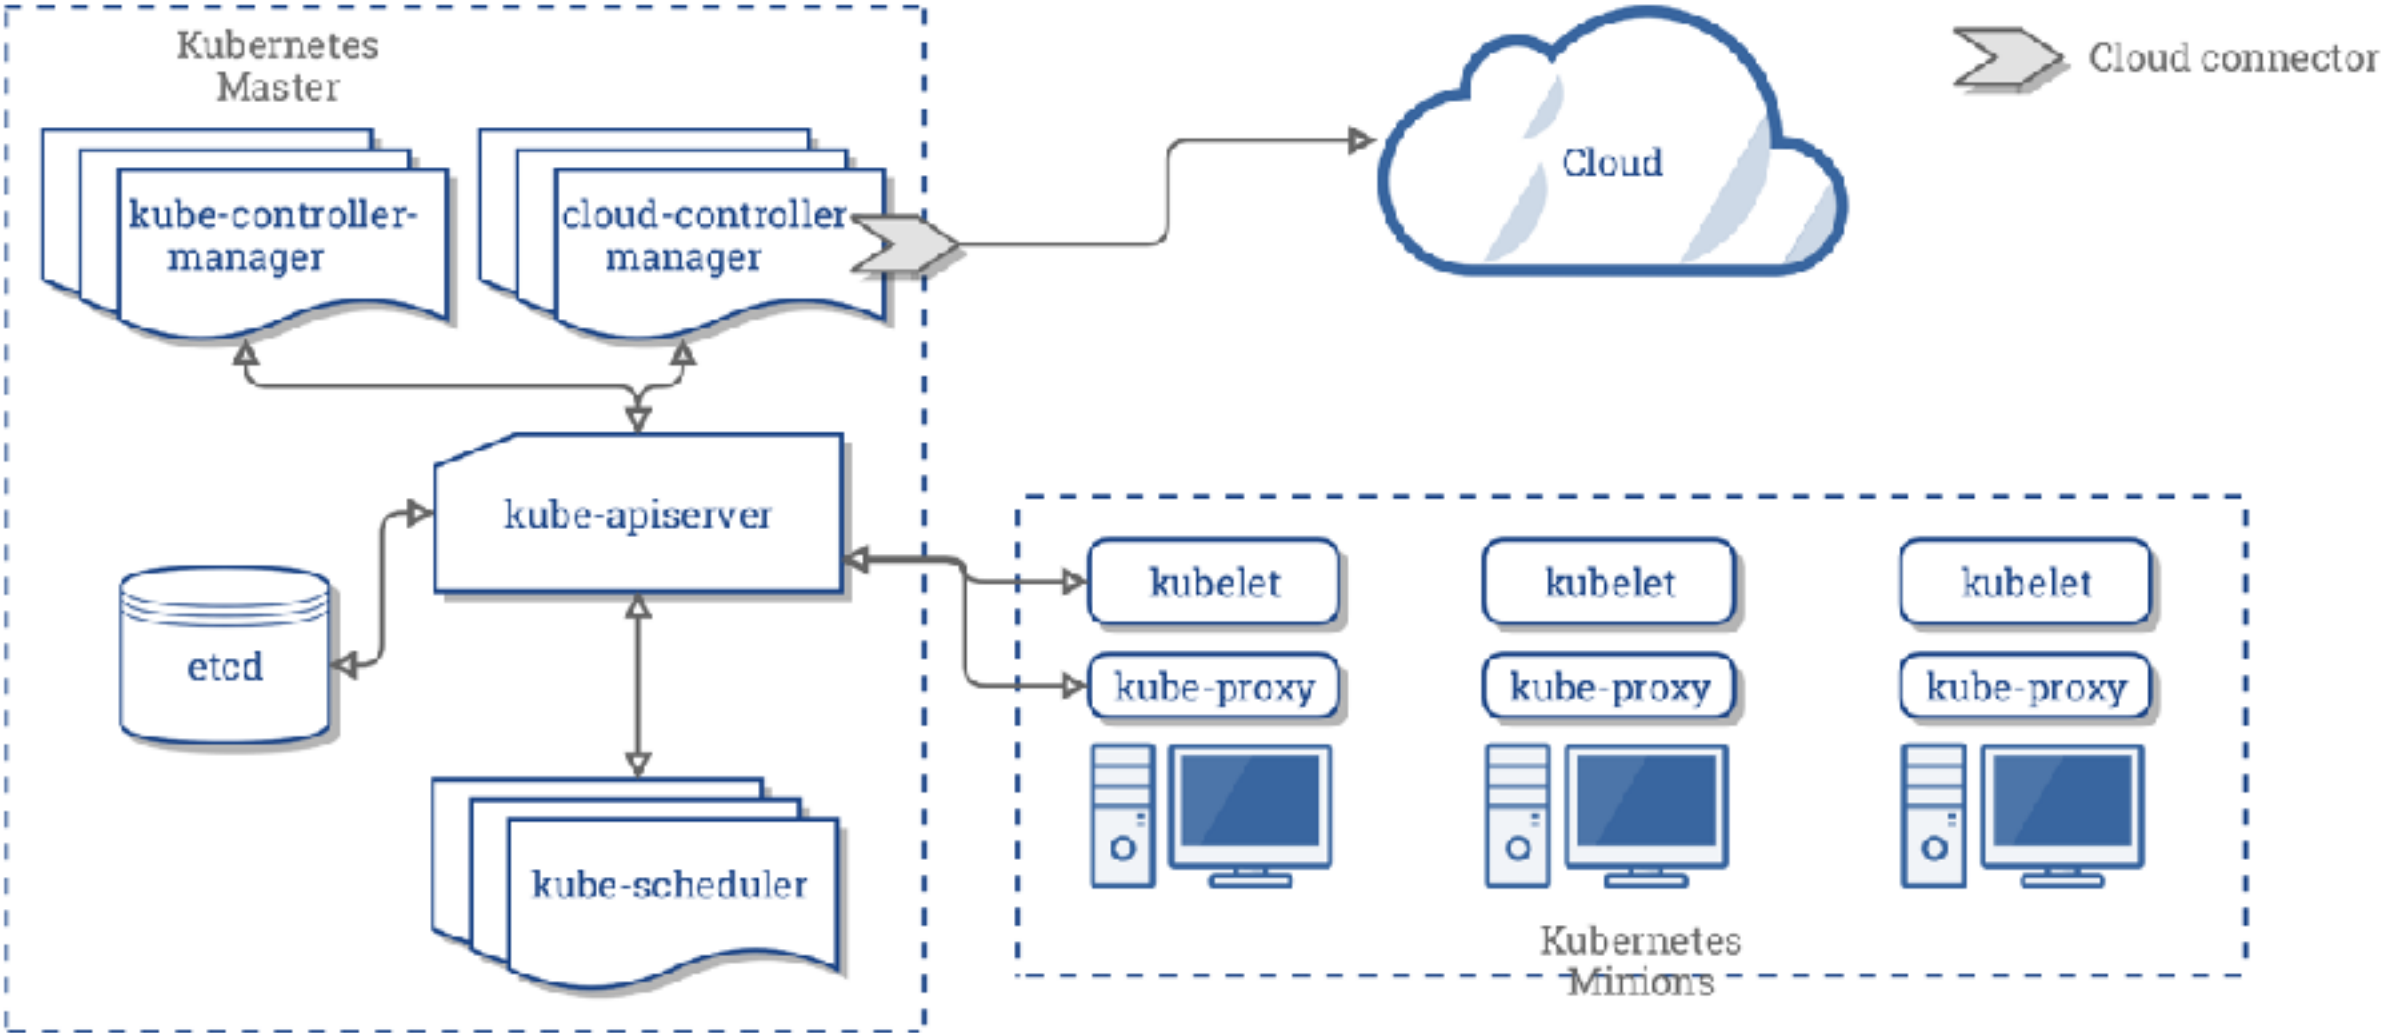 Kubernetes
Master
Cloud connector
Cloud
kube-controller-
manager
cloud-controller
manager
kube-apiserver
etcd
kube-scheduler
kubelet
kubelet
kubelet
kube-proxy
kube-proxy
kube-proxy
Kubernetes
Minions